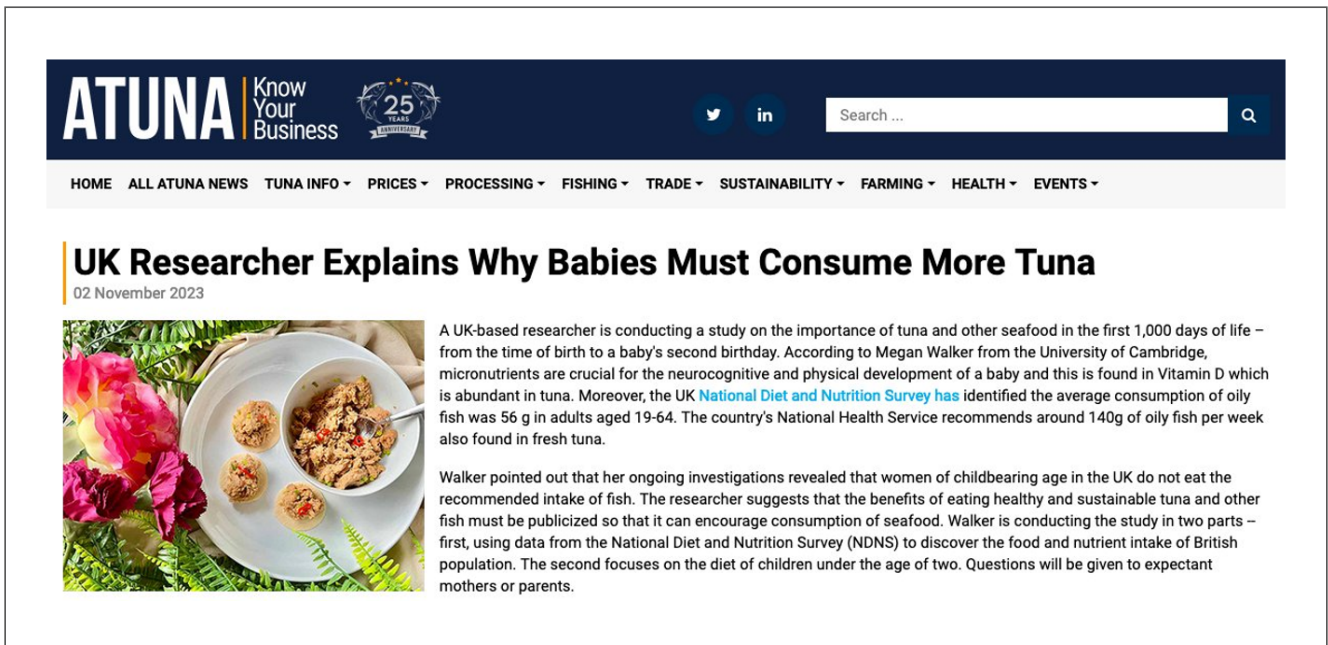 ATUNA
Know
Your
Business
25
YEARS
ANNIVERSARY
Search ...
HOME ALL ATUNA NEWS TUNA INFO PRICES PROCESSING FISHING TRADE SUSTAINABILITY FARMING HEALTH EVENTS
UK Researcher Explains Why Babies Must Consume More Tuna
02 November 2023
A UK-based researcher is conducting a study on the importance of tuna and other seafood in the first 1,000 days of life –
from the time of birth to a baby's second birthday. According to Megan Walker from the University of Cambridge,
micronutrients are crucial for the neurocognitive and physical development of a baby and this is found in Vitamin D which
is abundant in tuna. Moreover, the UK National Diet and Nutrition Survey has identified the average consumption of oily
fish was 56 g in adults aged 19-64. The country's National Health Service recommends around 140g of oily fish per week
also found in fresh tuna.
Walker pointed out that her ongoing investigations revealed that women of childbearing age in the UK do not eat the
recommended intake of fish. The researcher suggests that the benefits of eating healthy and sustainable tuna and other
fish must be publicized so that it can encourage consumption of seafood. Walker is conducting the study in two parts –
first, using data from the National Diet and Nutrition Survey (NDNS) to discover the food and nutrient intake of British
population. The second focuses on the diet of children under the age of two. Questions will be given to expectant
mothers or parents.